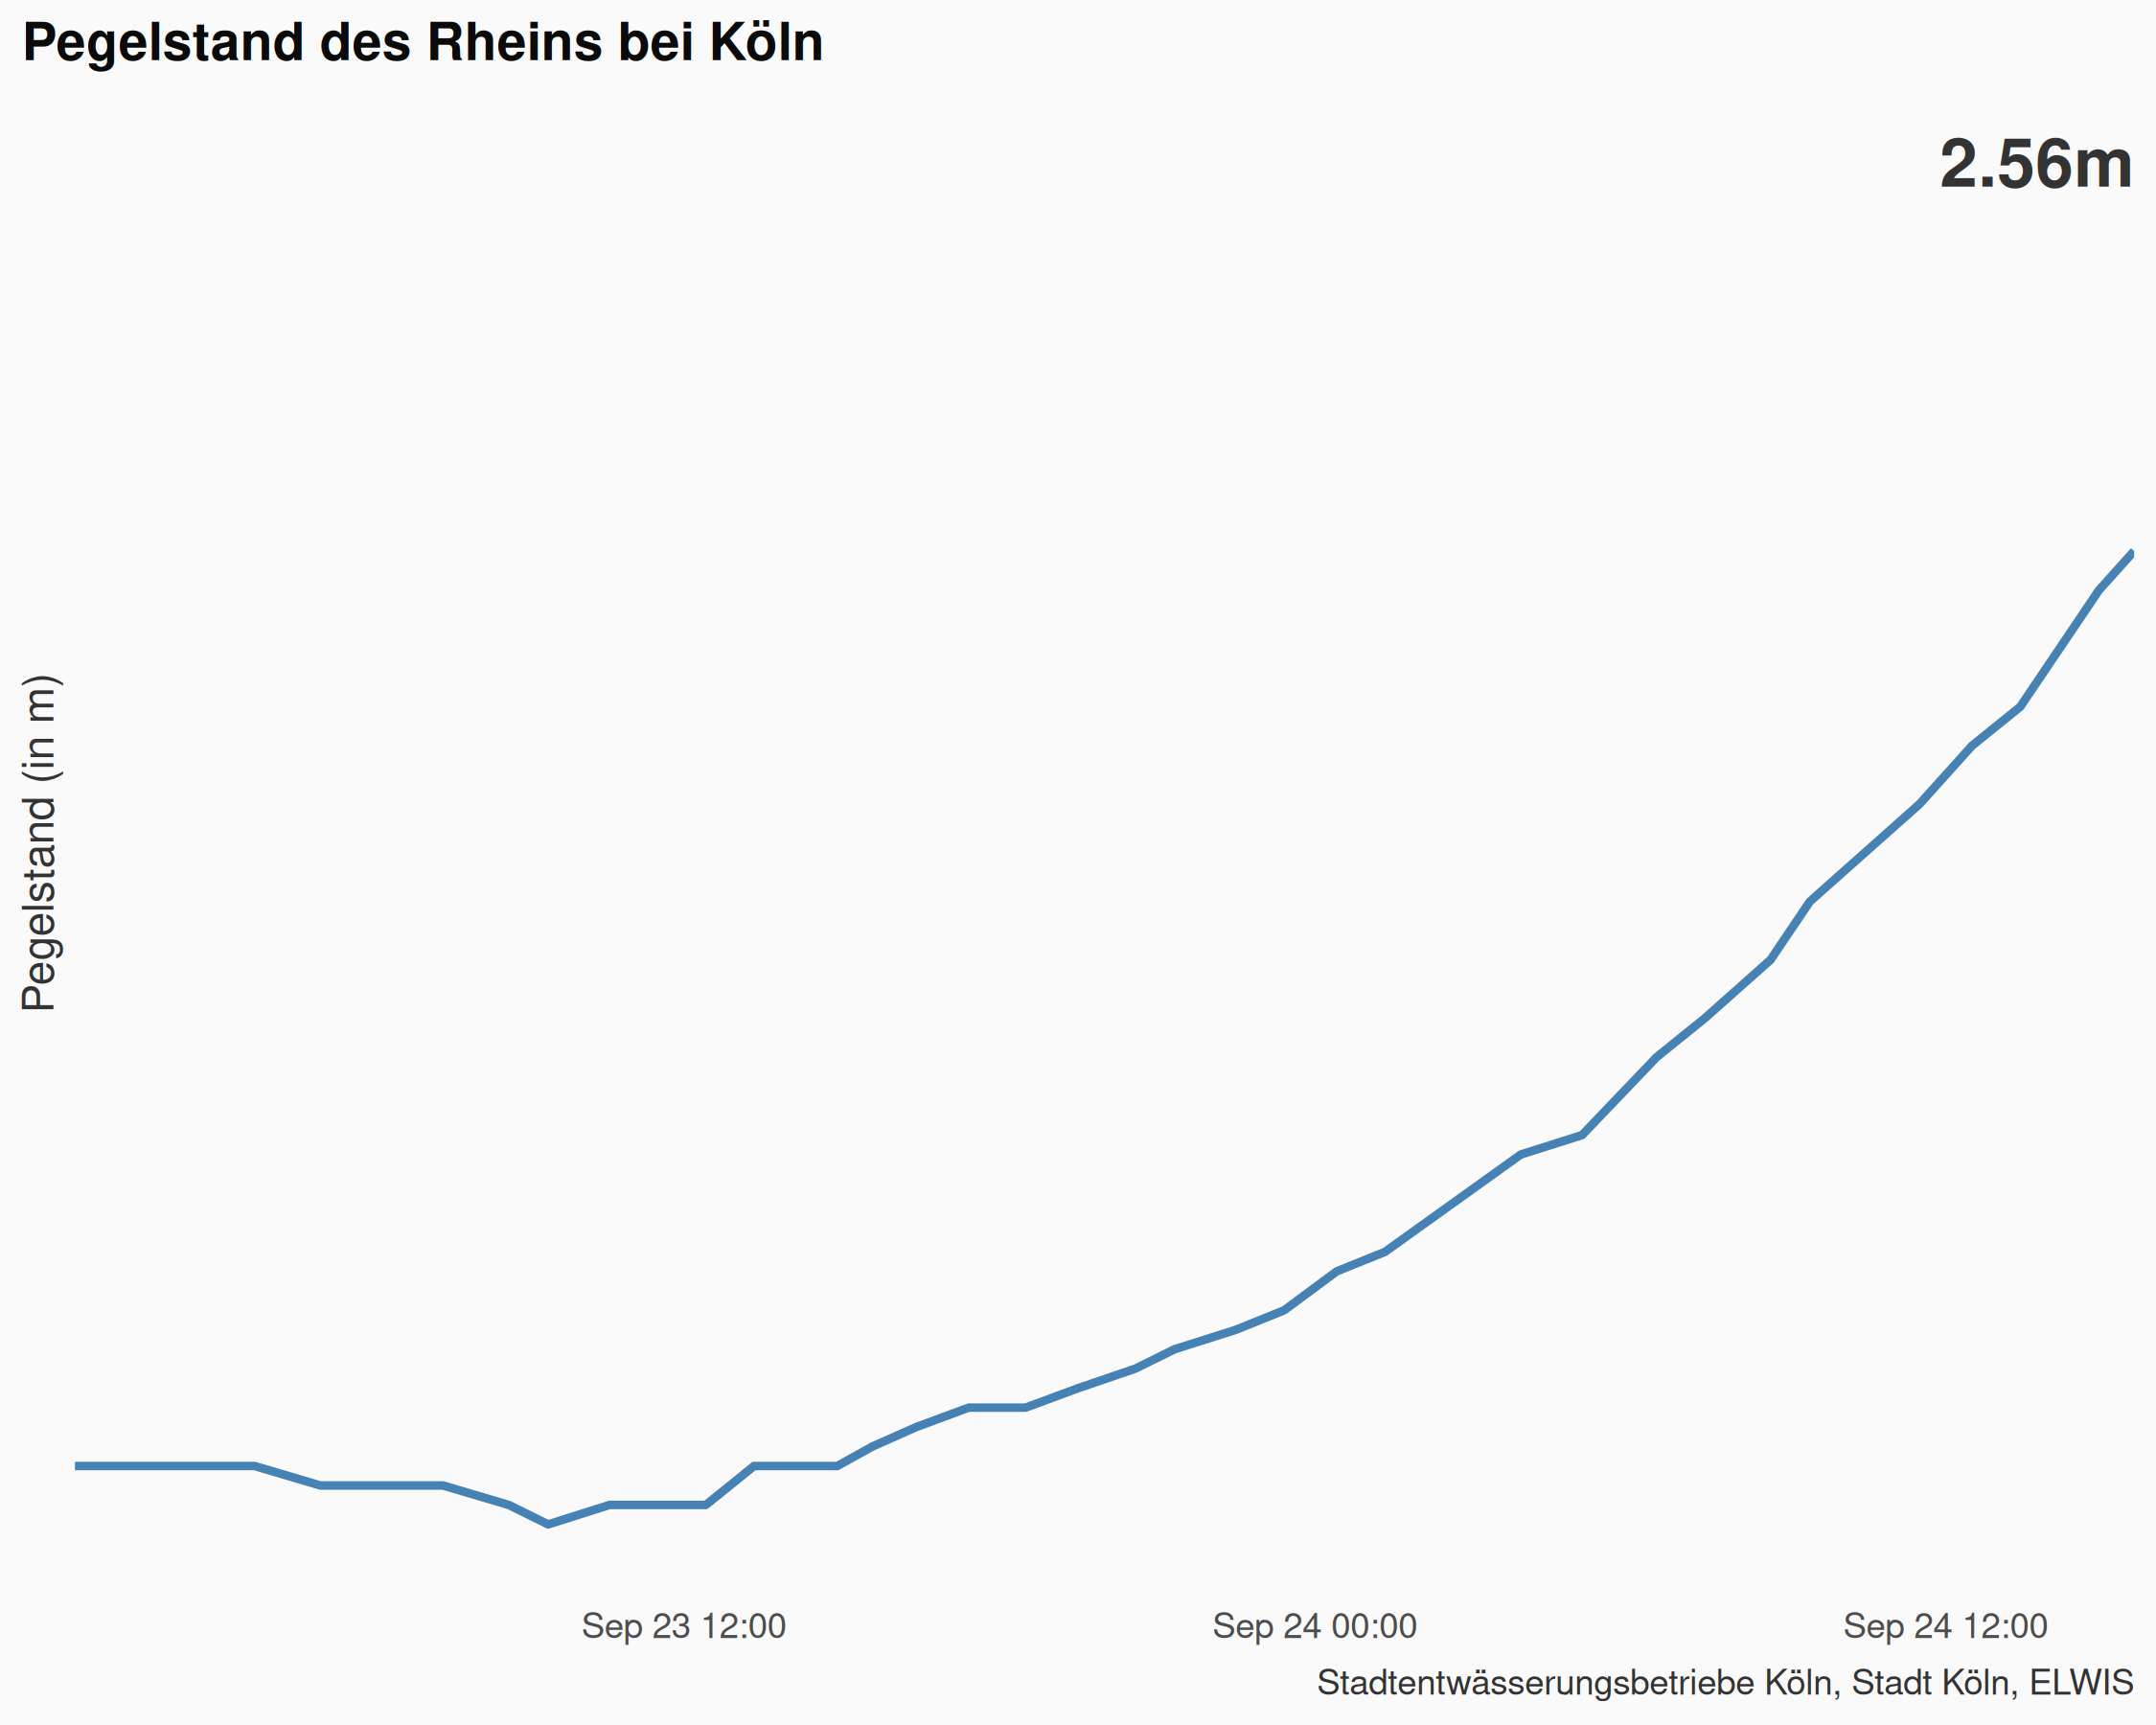 Pegelstand des Rheins bei Köln
2.56m
Pegelstand (in m)
Sep 23 12:00
Sep 24 00:00
Sep 24 12:00
Stadtentwässerungsbetriebe Köln, Stadt Köln, ELWIS